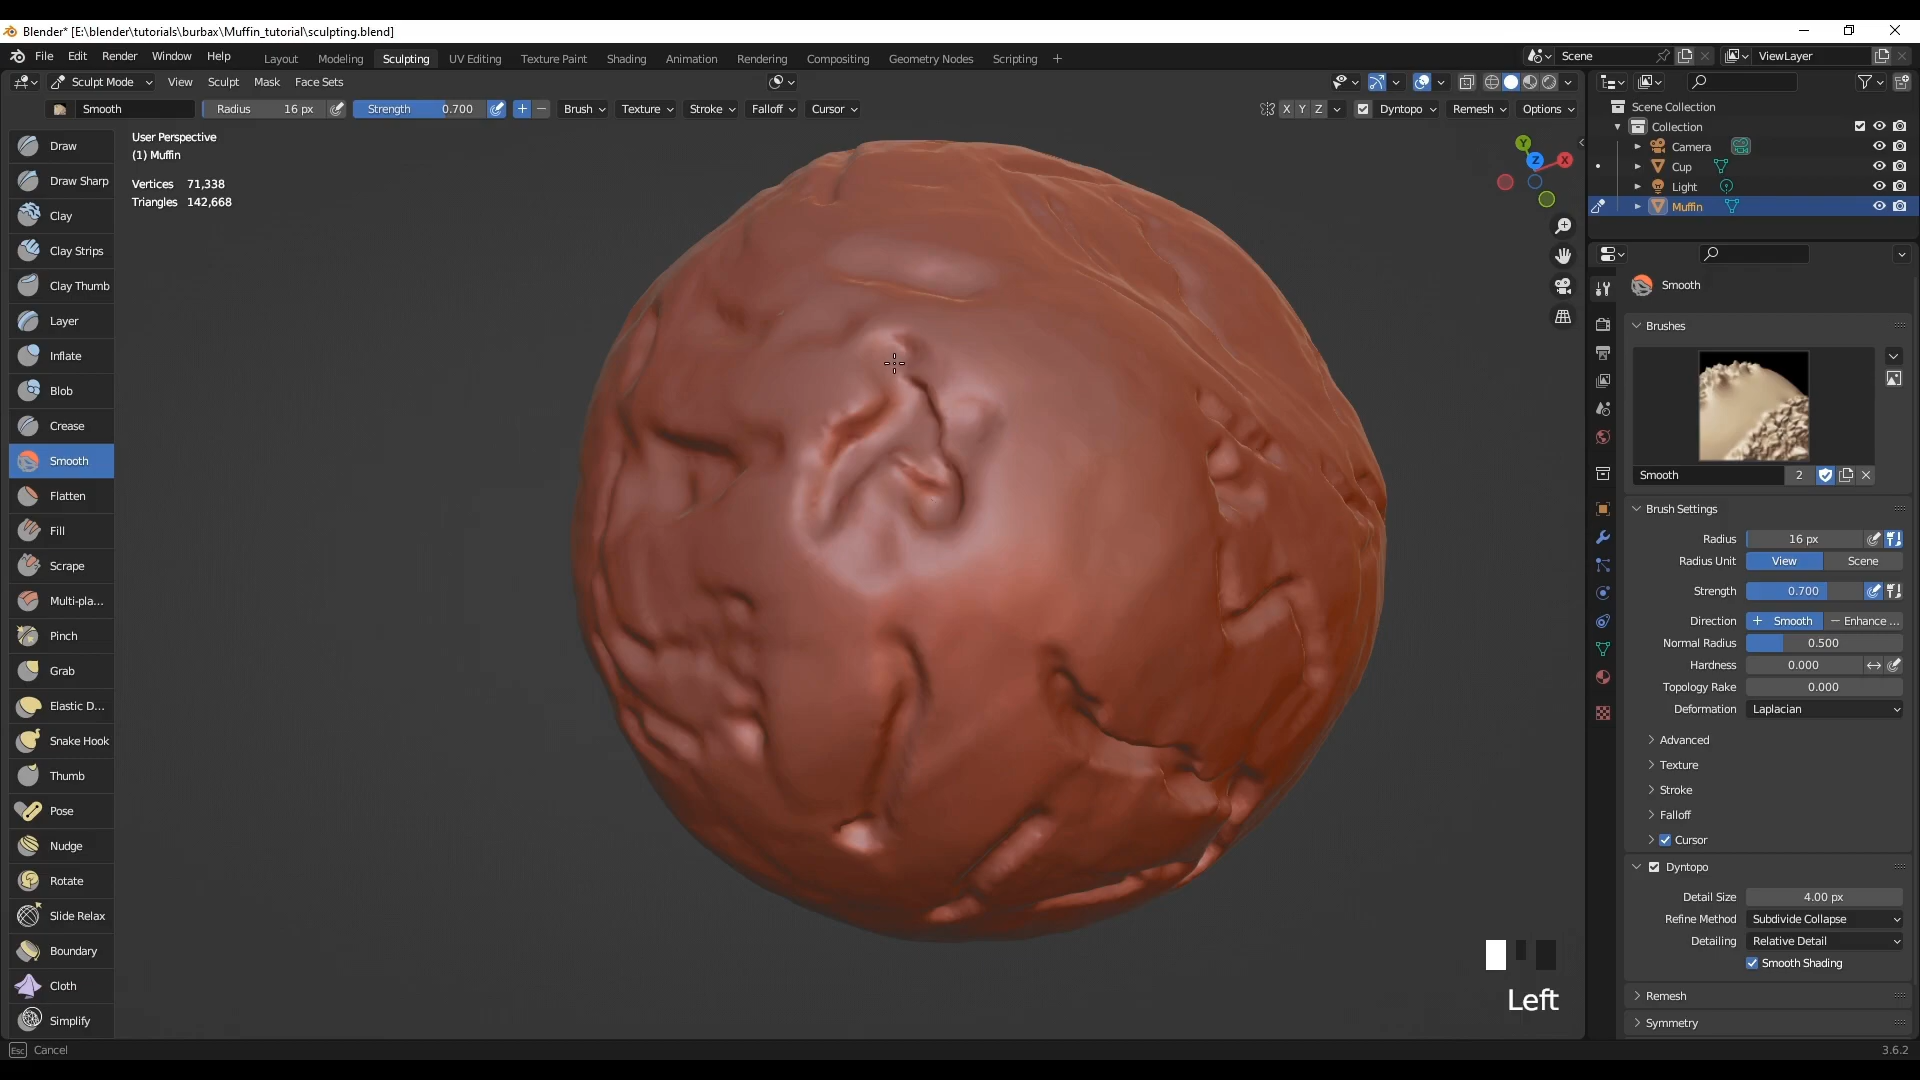 Blender* [E:\blender\tutorials\burbax\Muffin_tutorial\sculpting.blend]
File Edit Render Window Help Layout Modeling Sculpting UV Editing Texture Paint Shading Animation Rendering Compositing Geometry Nodes Scripting + Scene ViewLayer
Sculpt Mode View Sculpt Mask Face Sets
Smooth Radius 16 px Strength 0.700 + − Brush Texture Stroke Falloff Cursor X Y Z Dyntopo Remesh Options
User Perspective
(1) Muffin
Vertices 71,338
Triangles 142,668
Draw
Draw Sharp
Clay
Clay Strips
Clay Thumb
Layer
Inflate
Blob
Crease
Smooth
Flatten
Fill
Scrape
Multi-pla...
Pinch
Grab
Elastic D...
Snake Hook
Thumb
Pose
Nudge
Rotate
Slide Relax
Boundary
Cloth
Simplify
Y
Z X
Left
Scene Collection
Collection
Camera
Cup
Light
Muffin
Smooth
Brushes
Smooth 2
Brush Settings
Radius 16 px
Radius Unit View Scene
Strength 0.700
Direction + Smooth − Enhance ...
Normal Radius 0.500
Hardness 0.000
Topology Rake 0.000
Deformation Laplacian
Advanced
Texture
Stroke
Falloff
Cursor
Dyntopo
Detail Size 4.00 px
Refine Method Subdivide Collapse
Detailing Relative Detail
Smooth Shading
Remesh
Symmetry
Esc Cancel
3.6.2